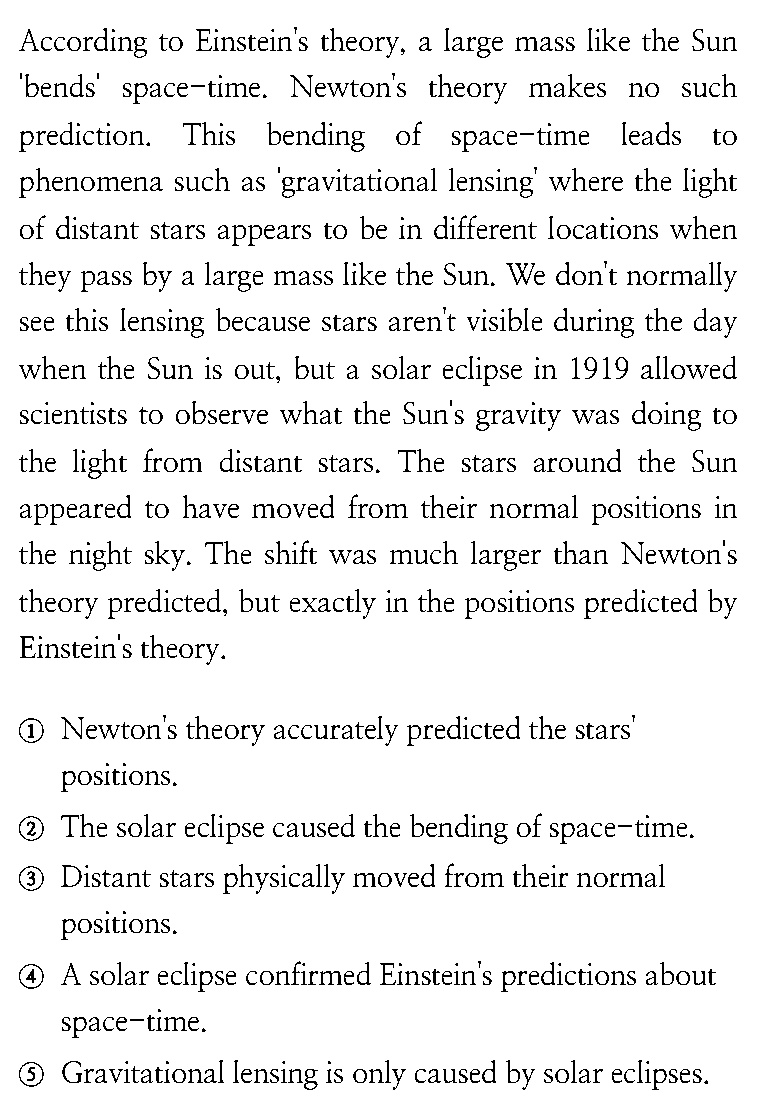 According to Einstein's theory, a large mass like the Sun
'bends' space-time. Newton's theory makes no such
prediction. This bending of space-time leads to
phenomena such as 'gravitational lensing' where the light
of distant stars appears to be in different locations when
they pass by a large mass like the Sun. We don't normally
see this lensing because stars aren't visible during the day
when the Sun is out, but a solar eclipse in 1919 allowed
scientists to observe what the Sun's gravity was doing to
the light from distant stars. The stars around the Sun
appeared to have moved from their normal positions in
the night sky. The shift was much larger than Newton's
theory predicted, but exactly in the positions predicted by
Einstein's theory.
① Newton's theory accurately predicted the stars'
positions.
② The solar eclipse caused the bending of space-time.
③ Distant stars physically moved from their normal
positions.
④ A solar eclipse confirmed Einstein's predictions about
space-time.
⑤ Gravitational lensing is only caused by solar eclipses.